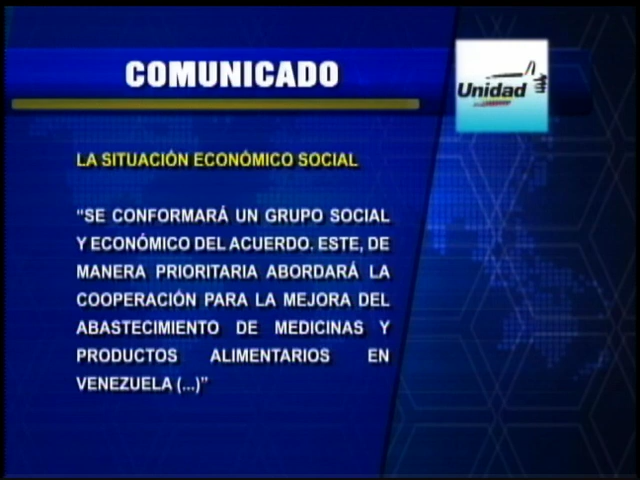 COMUNICADO
Unidad
LA SITUACIÓN ECONÓMICO SOCIAL
“SE CONFORMARÁ UN GRUPO SOCIAL
Y ECONÓMICO DEL ACUERDO. ESTE, DE
MANERA PRIORITARIA ABORDARÁ LA
COOPERACIÓN PARA LA MEJORA DEL
ABASTECIMIENTO DE MEDICINAS Y
PRODUCTOS ALIMENTARIOS EN
VENEZUELA (...)”